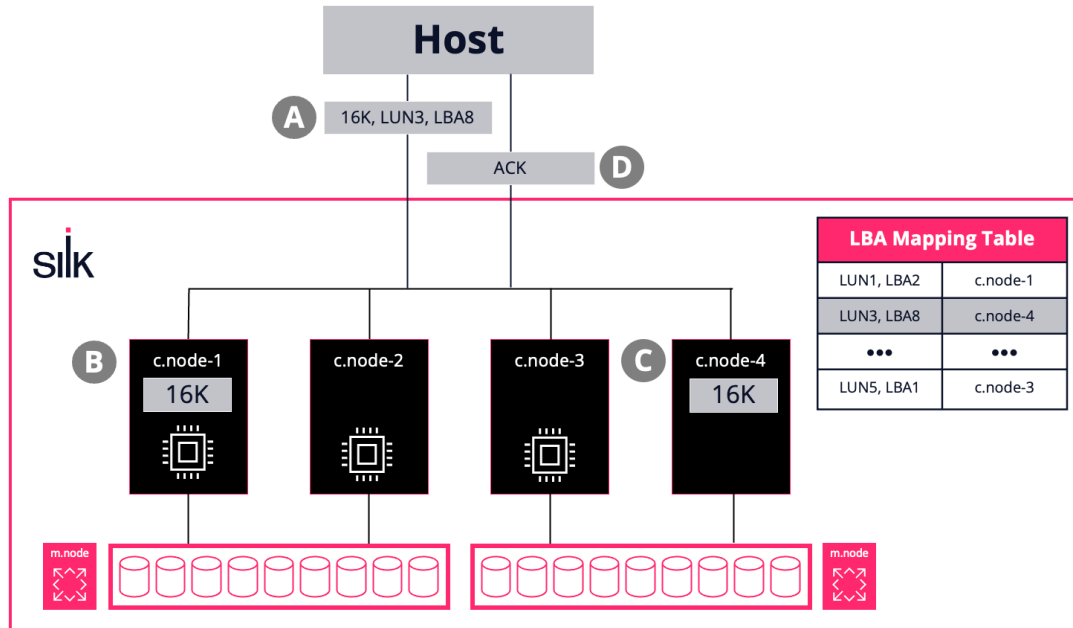 Host
A
16K, LUN3, LBA8
ACK
D
silk
LBA Mapping Table
LUN1, LBA2
c.node-1
LUN3, LBA8
c.node-4
•••
•••
LUN5, LBA1
c.node-3
B
c.node-1
16K
c.node-2
c.node-3
C
c.node-4
16K
m.node
m.node